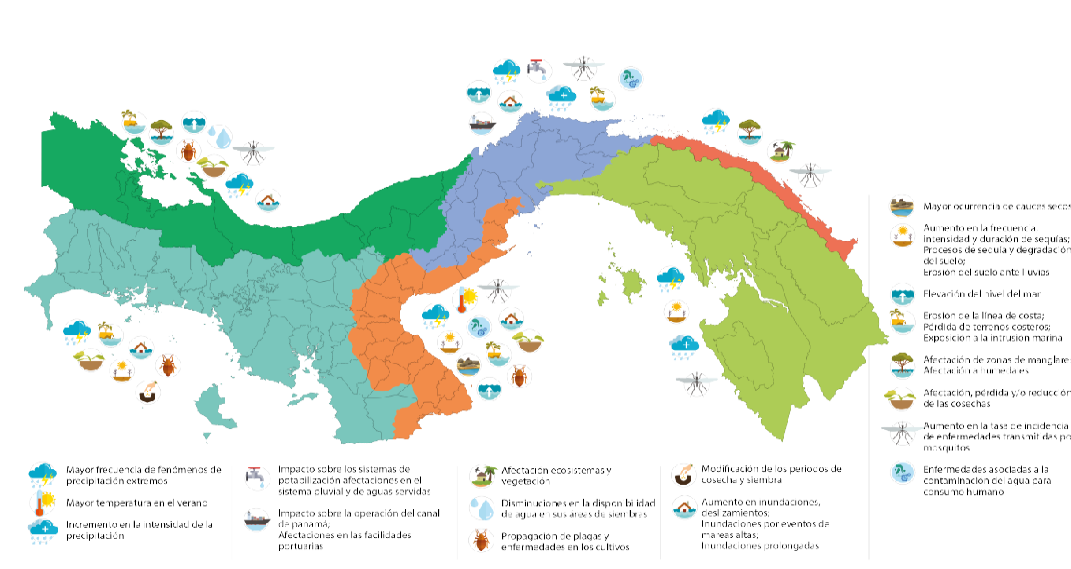 Mayor ocurrencia de cauces secos
Aumento en la frecuencia
Intensidad y duración de sequías;
Procesos de sequía y degradación
del suelo;
Erosión del suelo ante lluvias
Elevación del nivel del mar
Erosión de la línea de costa;
Pérdida de terrenos costeros;
Exposición a la intrusión marina
Afectación de zonas de manglare
Afectación a humedales
Afectación, pérdida y/o reducción
de las cosechas
Aumento en la tasa de incidencia
de enfermedades transmitidas po
mosquitos
Enfermedades asociadas a la
contaminación del agua para
consumo humano
Mayor frecuencia de fenómenos de
precipitación extremos
Mayor temperatura en el verano
Incremento en la intensidad de la
precipitación
Impacto sobre los sistemas de
potabilización afectaciones en el
sistema pluvial y de aguas servidas
Impacto sobre la operación del canal
de panamá;
Afectaciones en las facilidades
portuarias
Afectación ecosistemas y
vegetación
Disminuciones en la disponibilidad
de agua en sus areas de siembras
Propagación de plagas y
enfermedades en los cultivos
Modificación de los periodos de
cosecha y siembra
Aumento en inundaciones,
deslizamientos;
Inundaciones por eventos de
mareas altas;
Inundaciones prolongadas